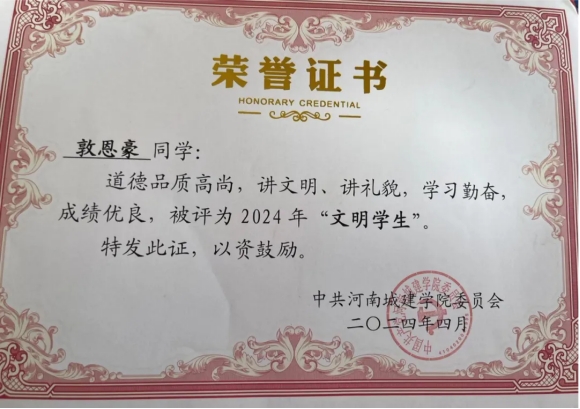 荣誉证书
HONORARY CREDENTIAL
敦恩豪 同学：
道德品质高尚，讲文明、讲礼貌，学习勤奋，
成绩优良，被评为2024年“文明学生”。
特发此证，以资鼓励。
中共河南城建学院委员会
二〇二四年四月